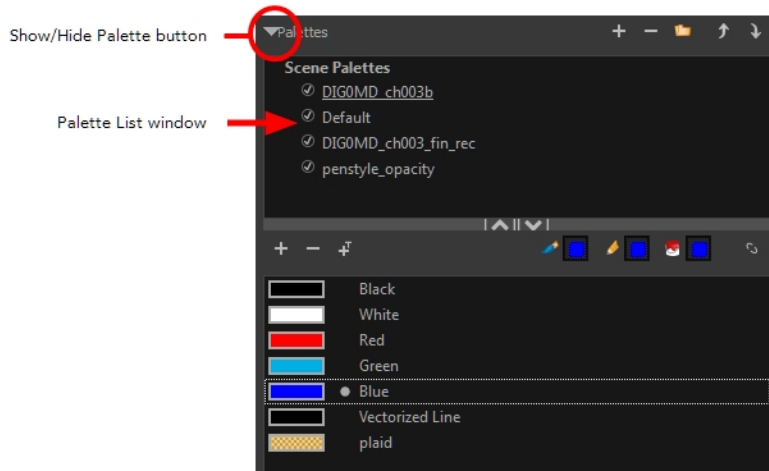 Show/Hide Palette button
Palettes
Scene Palettes
DIG0MD_ch003b
Palette List window
Default
DIG0MD_ch003_fin_rec
penstyle_opacity
Black
White
Red
Green
Blue
Vectorized Line
plaid